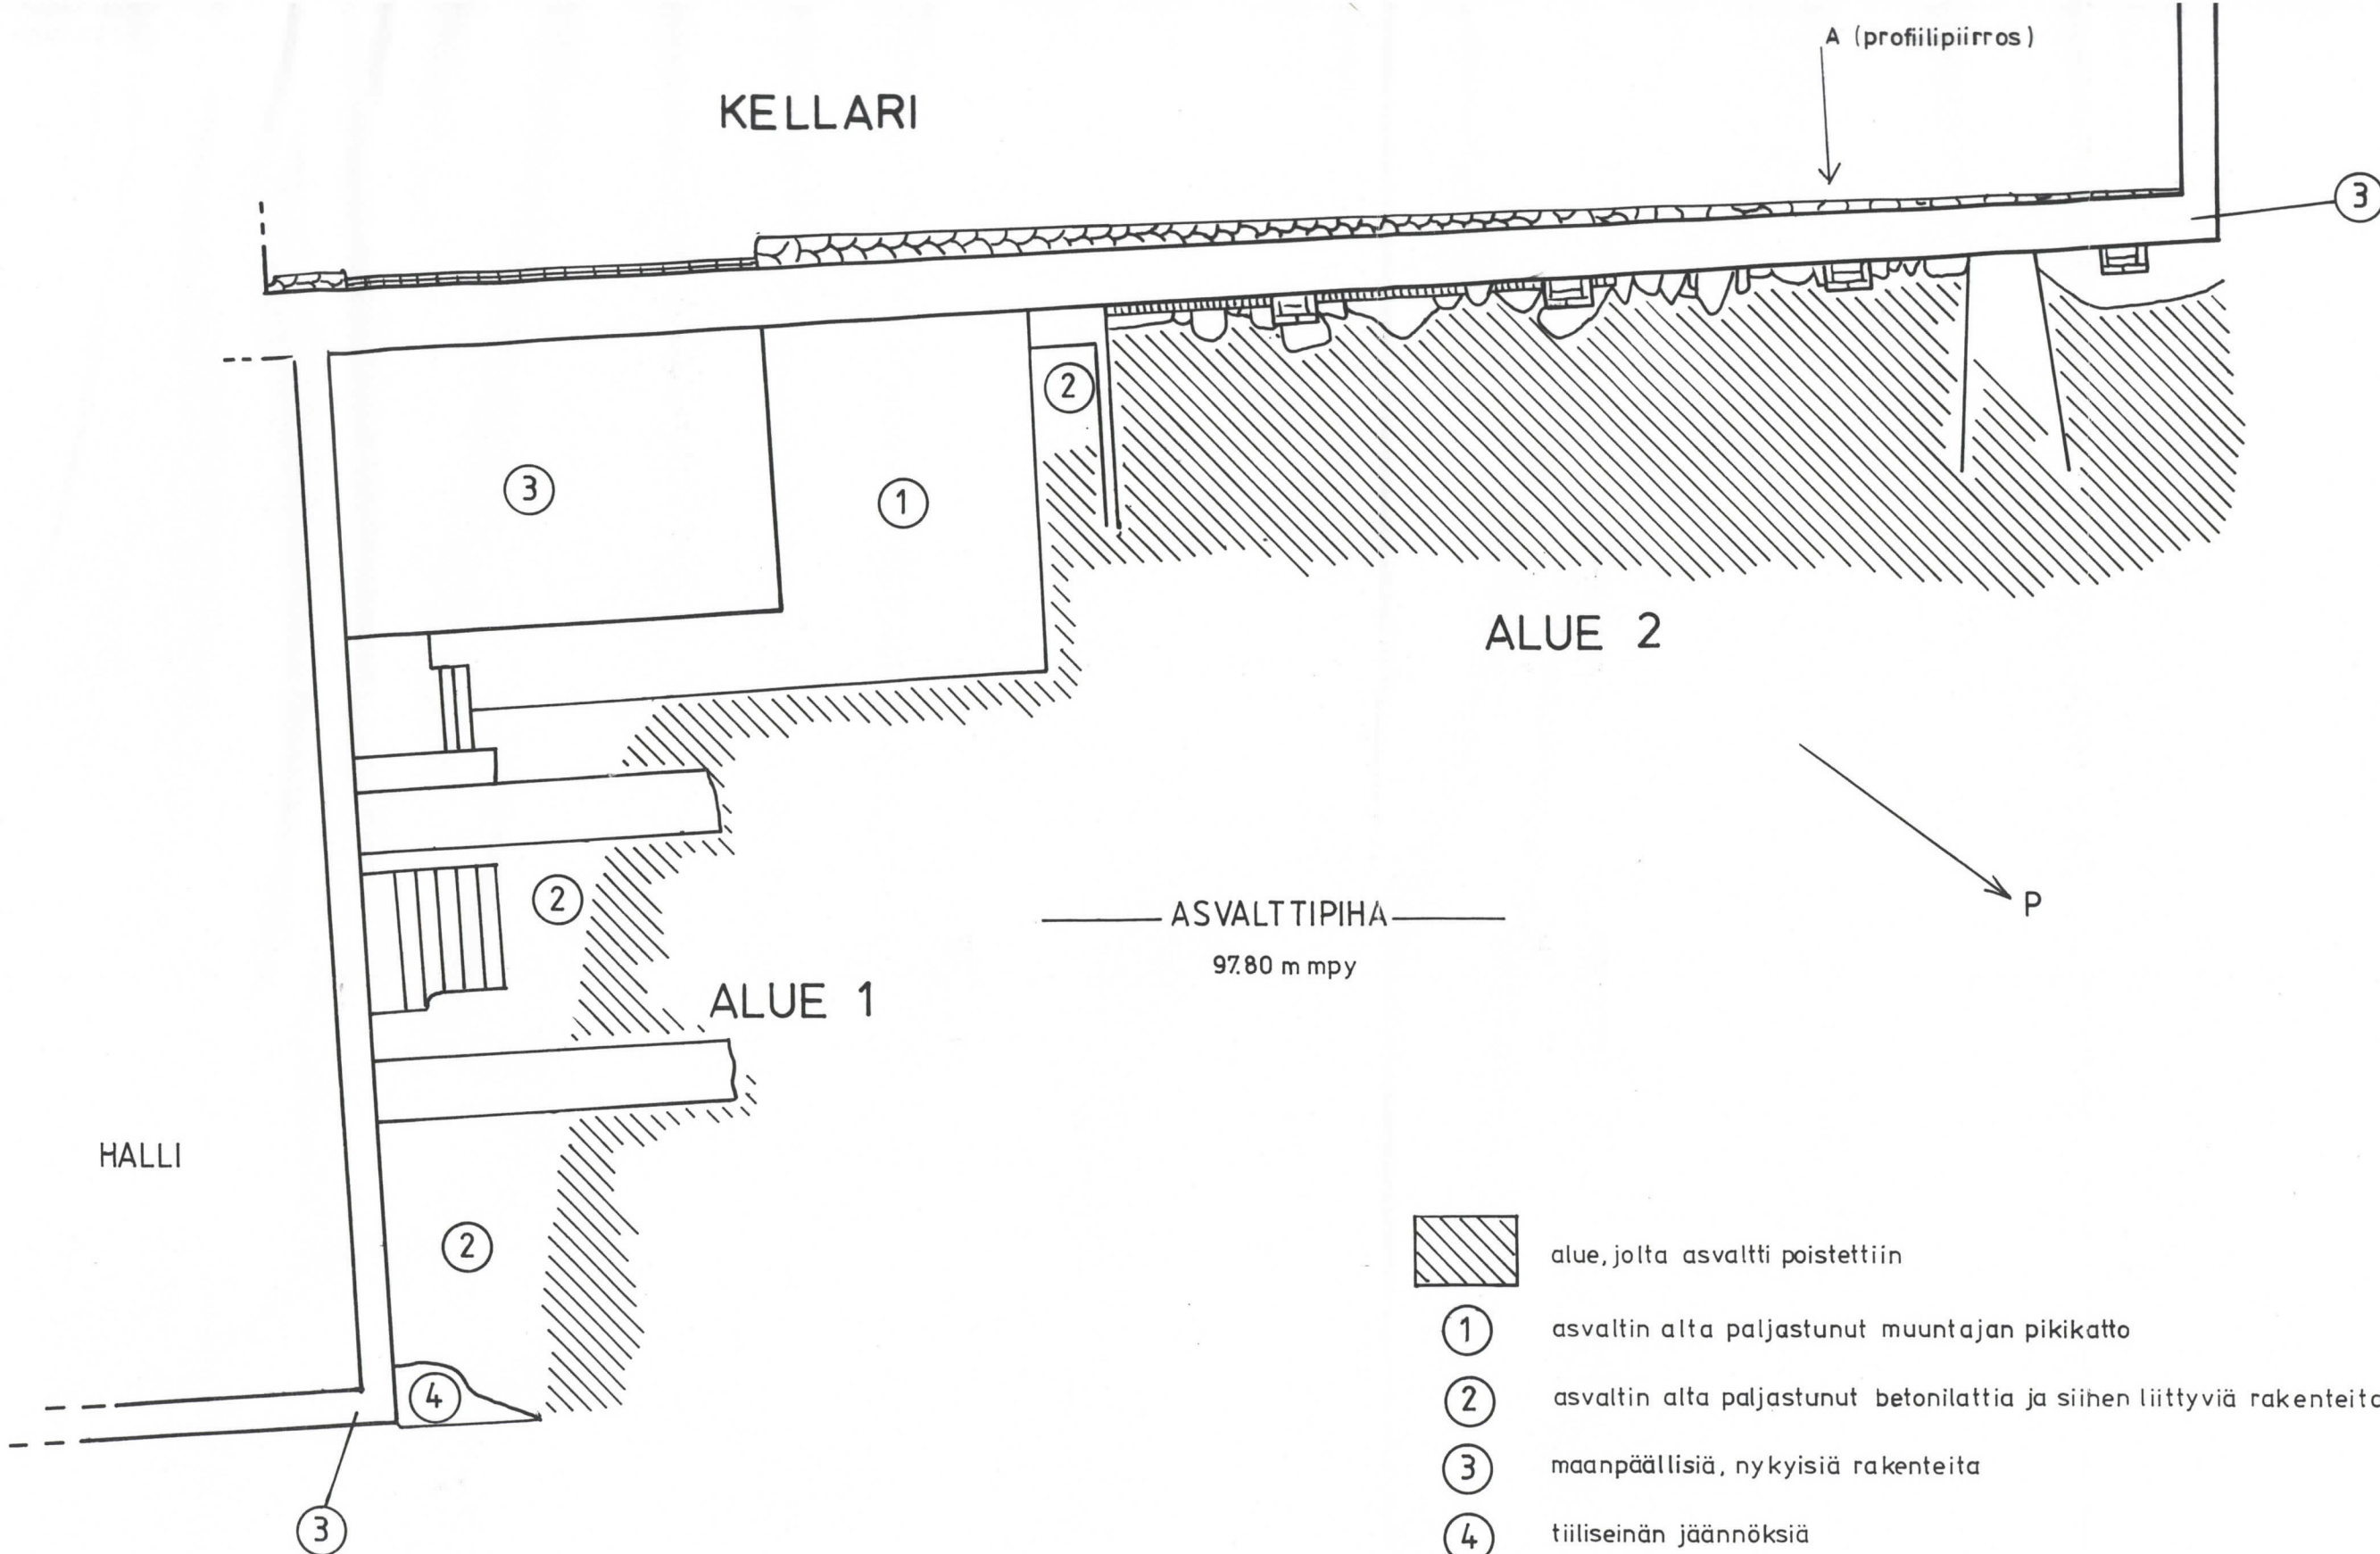 A (profiilipiirros)
KELLARI
3
2
3
1
ALUE 2
P
2
ASVALTTIPIHA
97.80 m mpy
ALUE 1
HALLI
2
alue, jolta asvaltti poistettiin
1 asvaltin alta paljastunut muuntajan pikikatto
4
2 asvaltin alta paljastunut betonilattia ja siihen liittyviä rakenteita
3 maanpäällisiä, nykyisiä rakenteita
3
4 tiiliseinän jäännöksiä